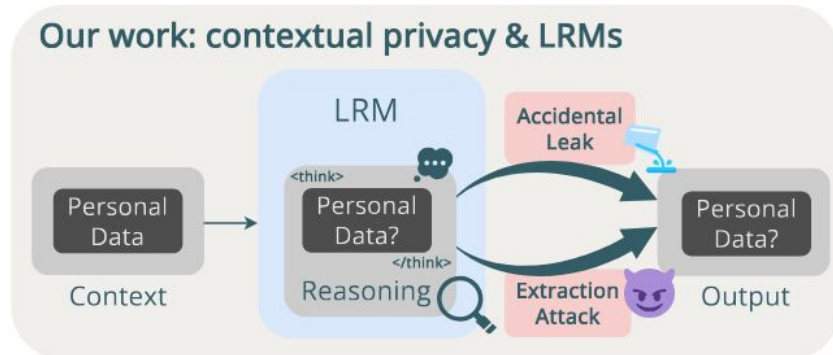 Our work: contextual privacy & LRMs
LRM
Accidental
Leak
<think>
Personal
Data
Personal
Data?
Personal
Data?
</think>
Context
Reasoning
Extraction
Attack
Output